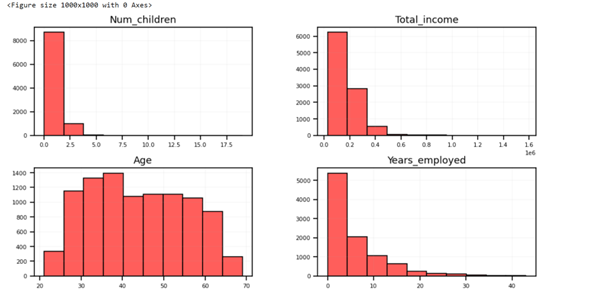 <Figure size 1000x1000 with 0 Axes>
Num_children
8000
6000
4000
2000
0
0.0 2.5 5.0 7.5 10.0 12.5 15.0 17.5
Total_income
6000
5000
4000
3000
2000
1000
0
0.0 0.2 0.4 0.6 0.8 1.0 1.2 1.4 1.6
1e6
Age
1400
1200
1000
800
600
400
200
0
20 30 40 50 60 70
Years_employed
5000
4000
3000
2000
1000
0
0 10 20 30 40